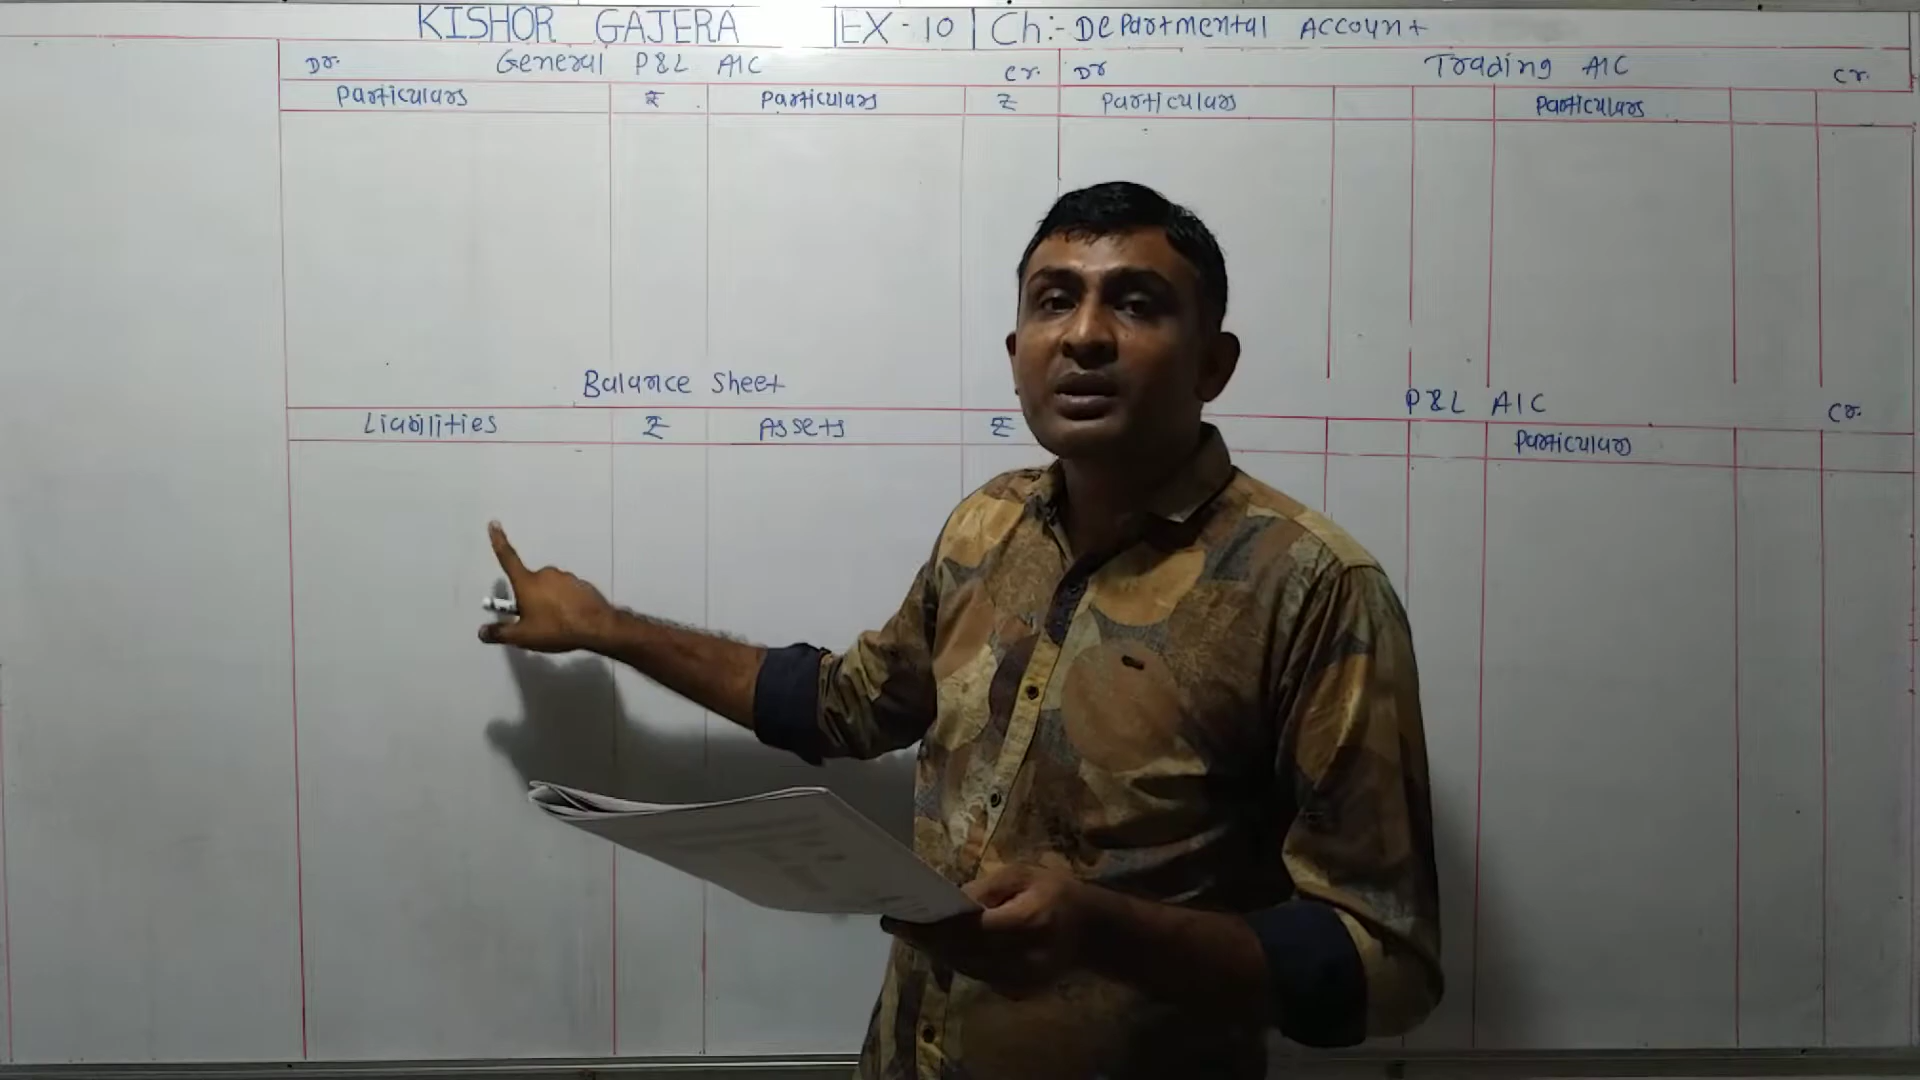 KISHOR GAJERA EX-10 Ch:- Departmental Account
Dr. General P&L A/C Cr.
Particulars ₹ Particulars ₹
Balance Sheet
Liabilities ₹ Assets ₹
Dr Trading A/C Cr.
Particulars Particulars
P&L A/C Cr.
Particulars